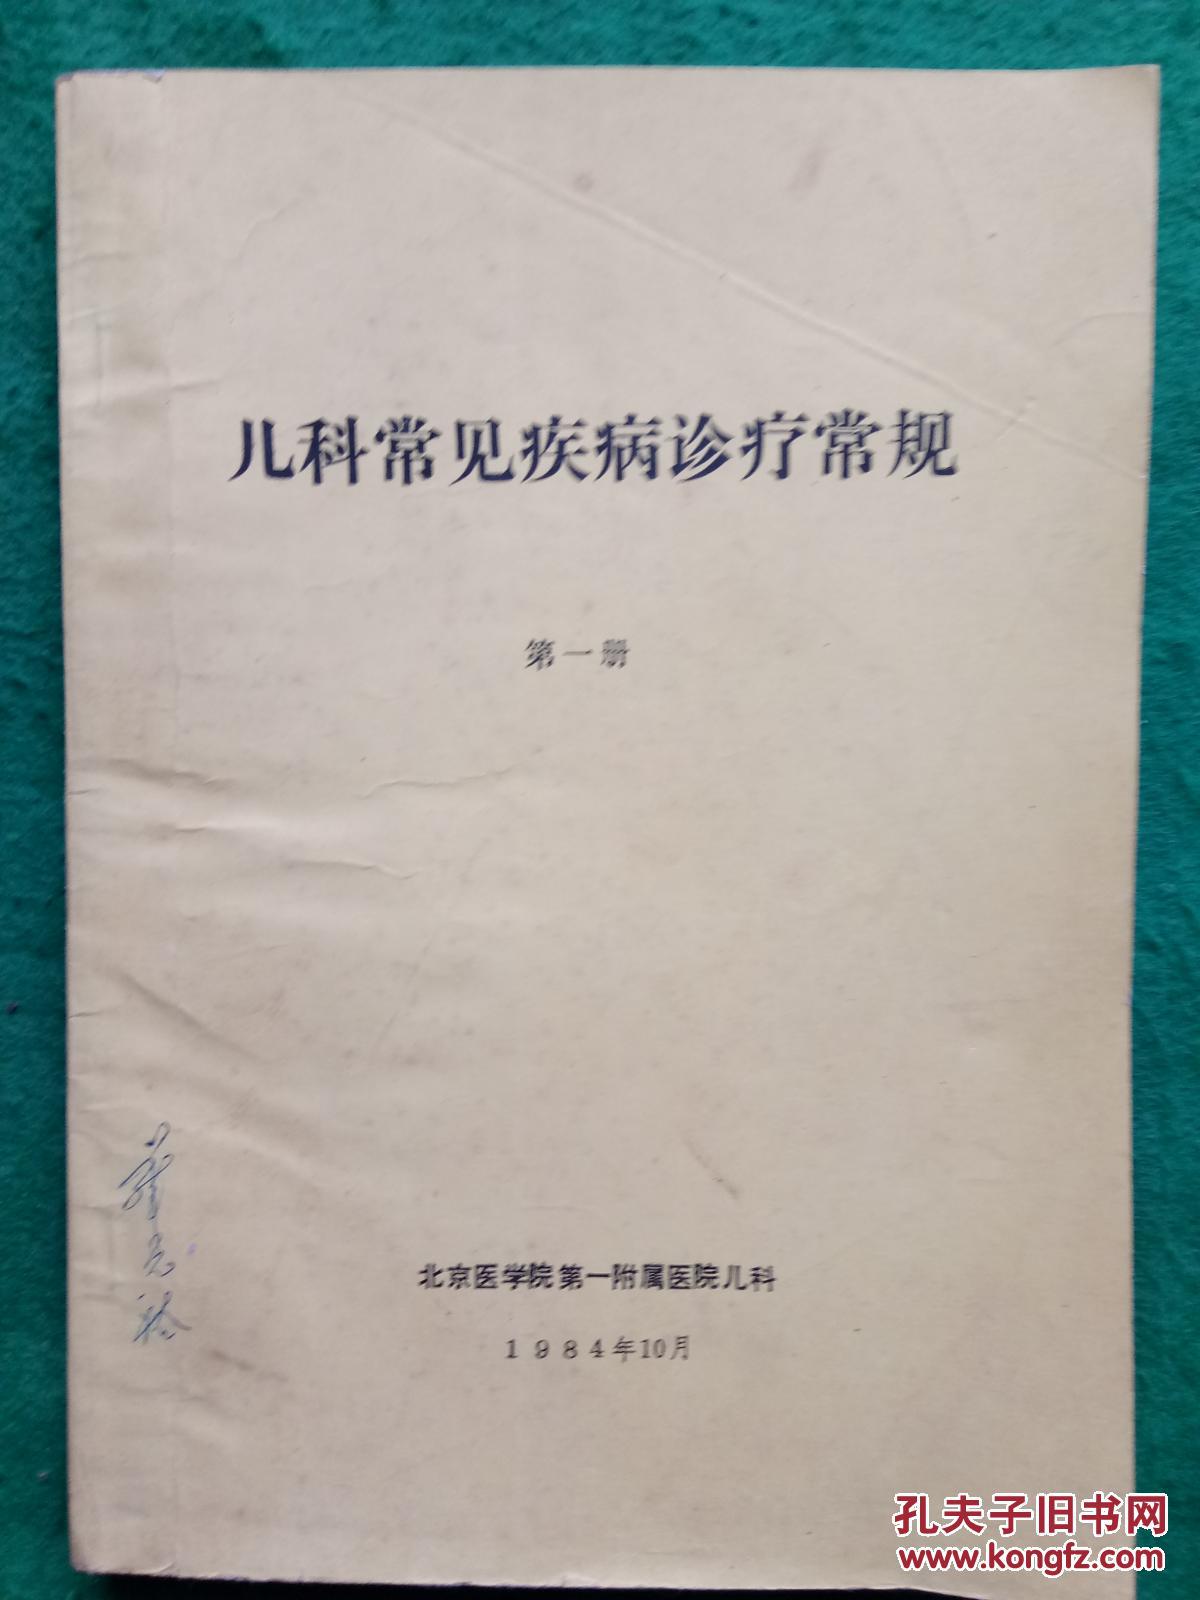 儿科常见疾病诊疗常规
第一册
北京医学院第一附属医院儿科
1984年10月
孔夫子旧书网
www.kongfz.com